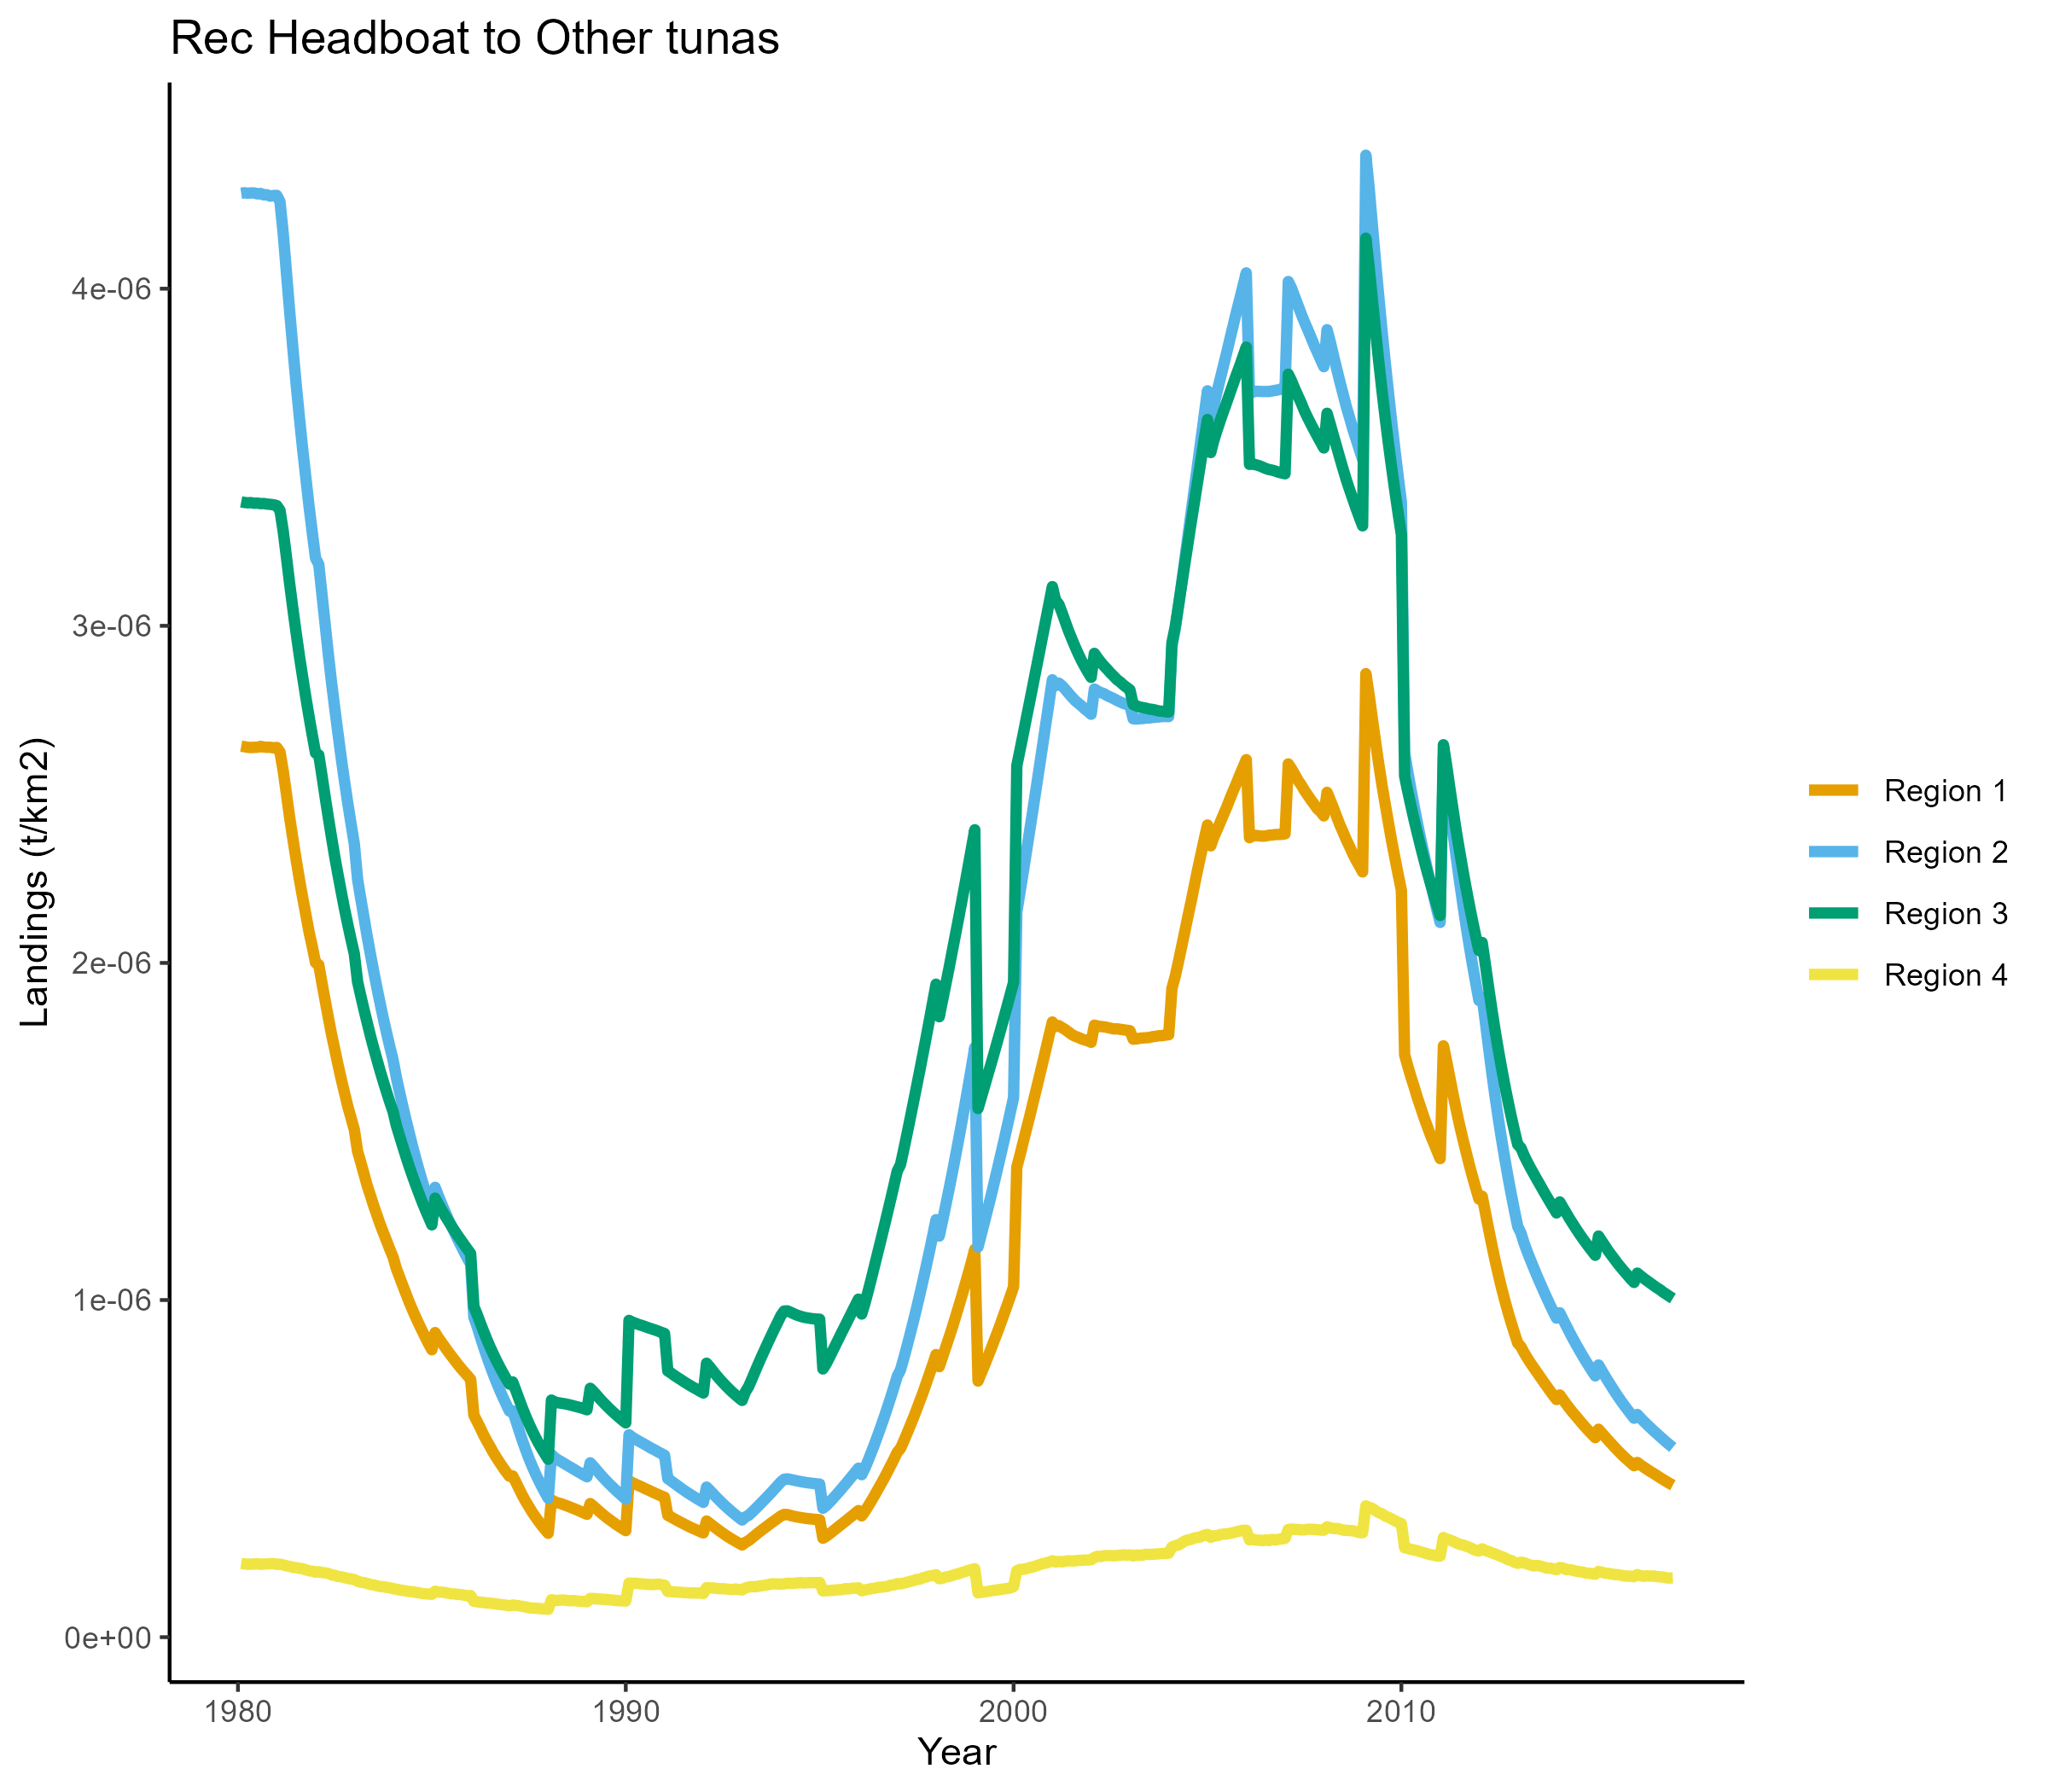 Rec Headboat to Other tunas
Landings (t/km2)
4e-06
3e-06
2e-06
1e-06
0e+00
1980
1990
2000
2010
Year
Region 1
Region 2
Region 3
Region 4